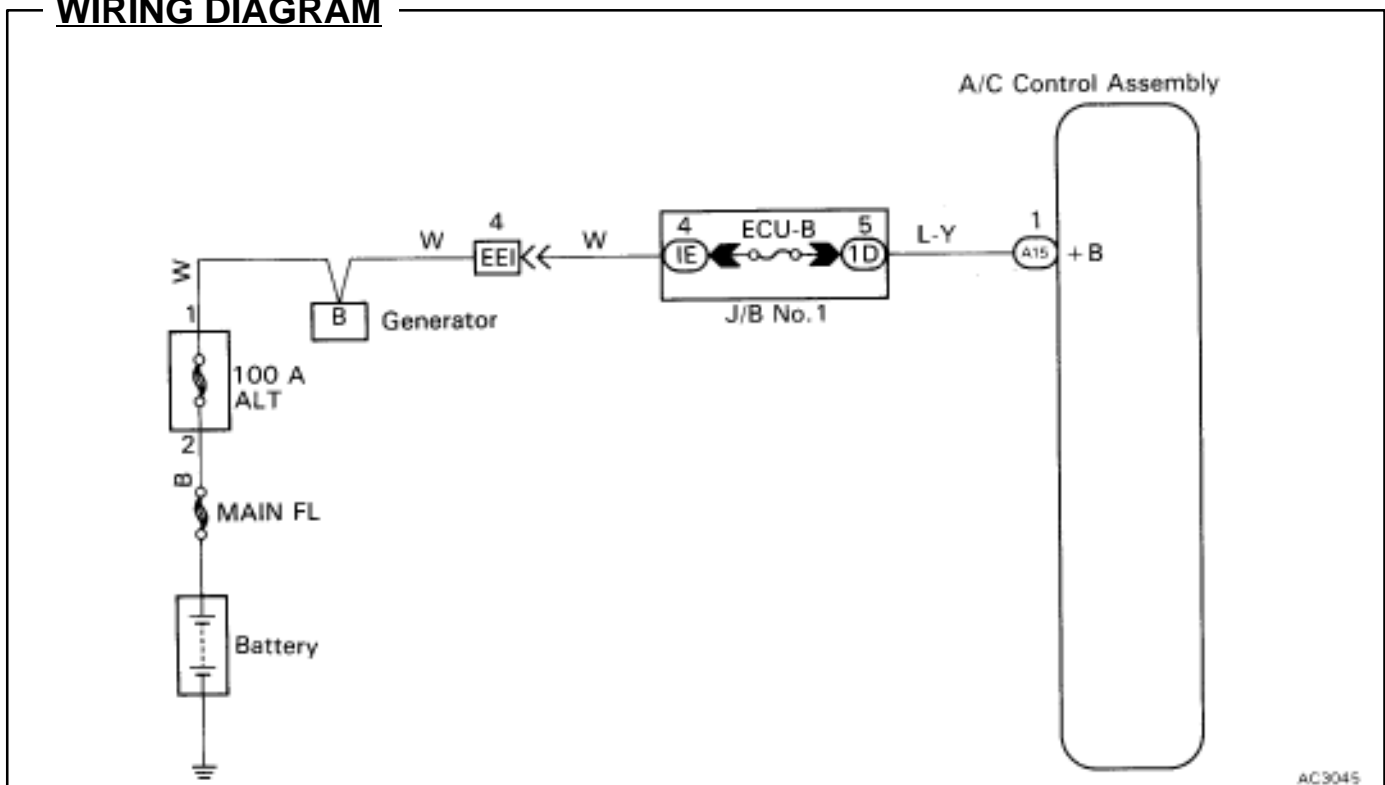 WIRING DIAGRAM
A/C Control Assembly
W
4
EEI
W
4
IE
ECU-B
5
1D
L-Y
1
A15
+B
J/B No.1
W
1
B
Generator
100 A
ALT
2
B
MAIN FL
Battery
AC3045